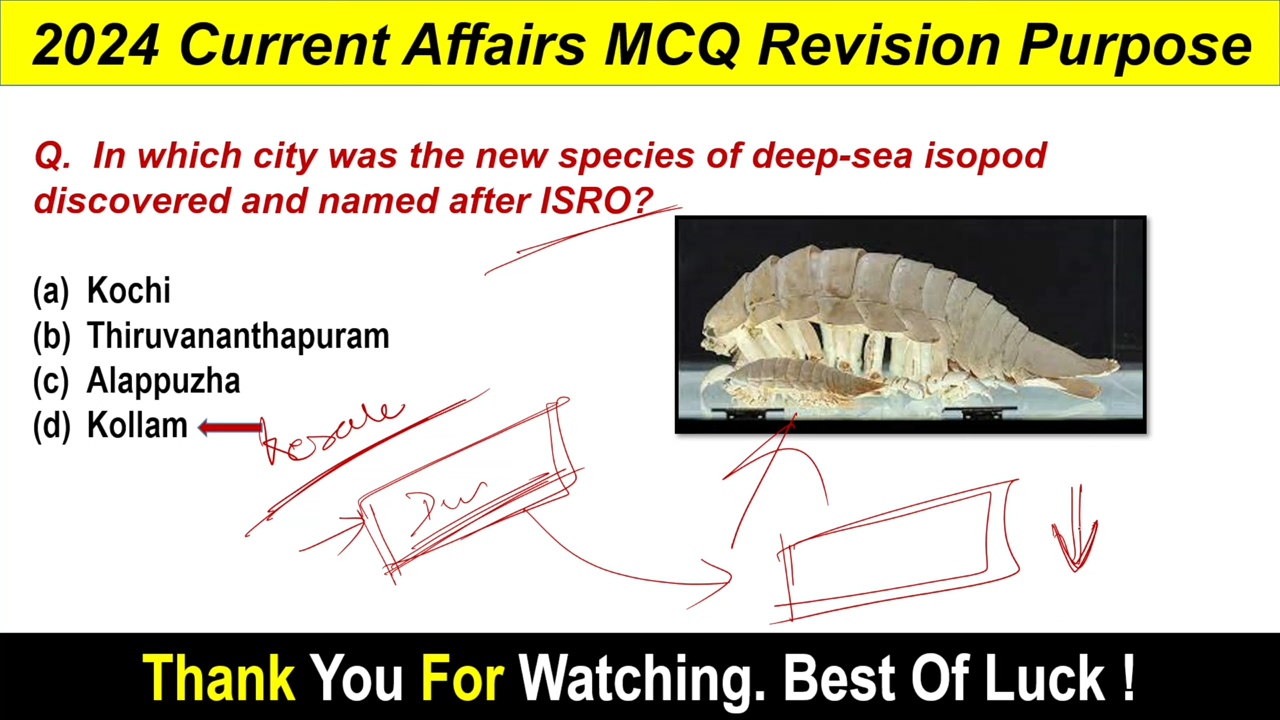 2024 Current Affairs MCQ Revision Purpose
Q. In which city was the new species of deep-sea isopod
discovered and named after ISRO?
(a) Kochi
(b) Thiruvananthapuram
(c) Alappuzha
(d) Kollam
Kerala
Thank You For Watching. Best Of Luck !